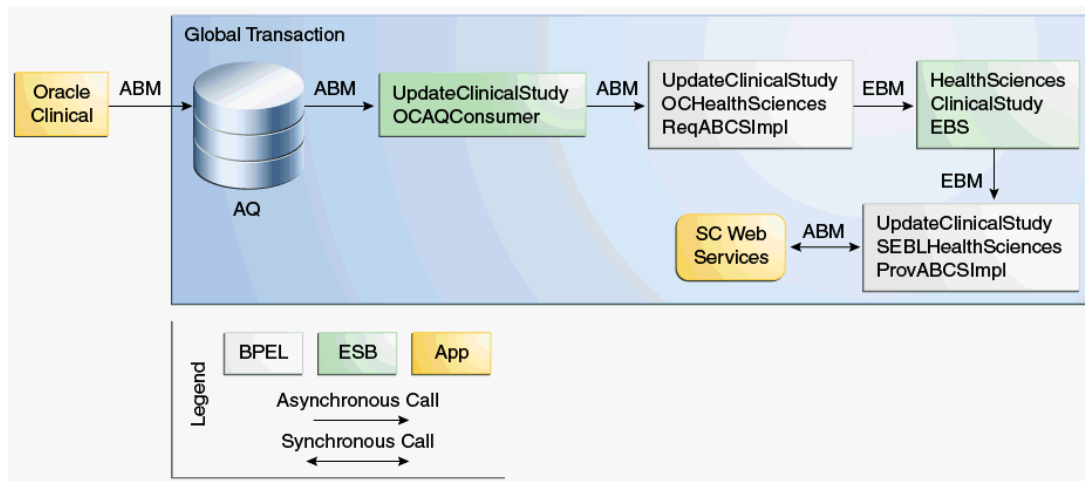 Global Transaction
Oracle
Clinical
ABM
AQ
ABM
UpdateClinicalStudy
OCAQConsumer
ABM
UpdateClinicalStudy
OCHealthSciences
ReqABCSImpl
EBM
HealthSciences
ClinicalStudy
EBS
EBM
UpdateClinicalStudy
SEBLHealthSciences
ProvABCSImpl
ABM
SC Web
Services
Legend
BPEL
ESB
App
Asynchronous Call
Synchronous Call